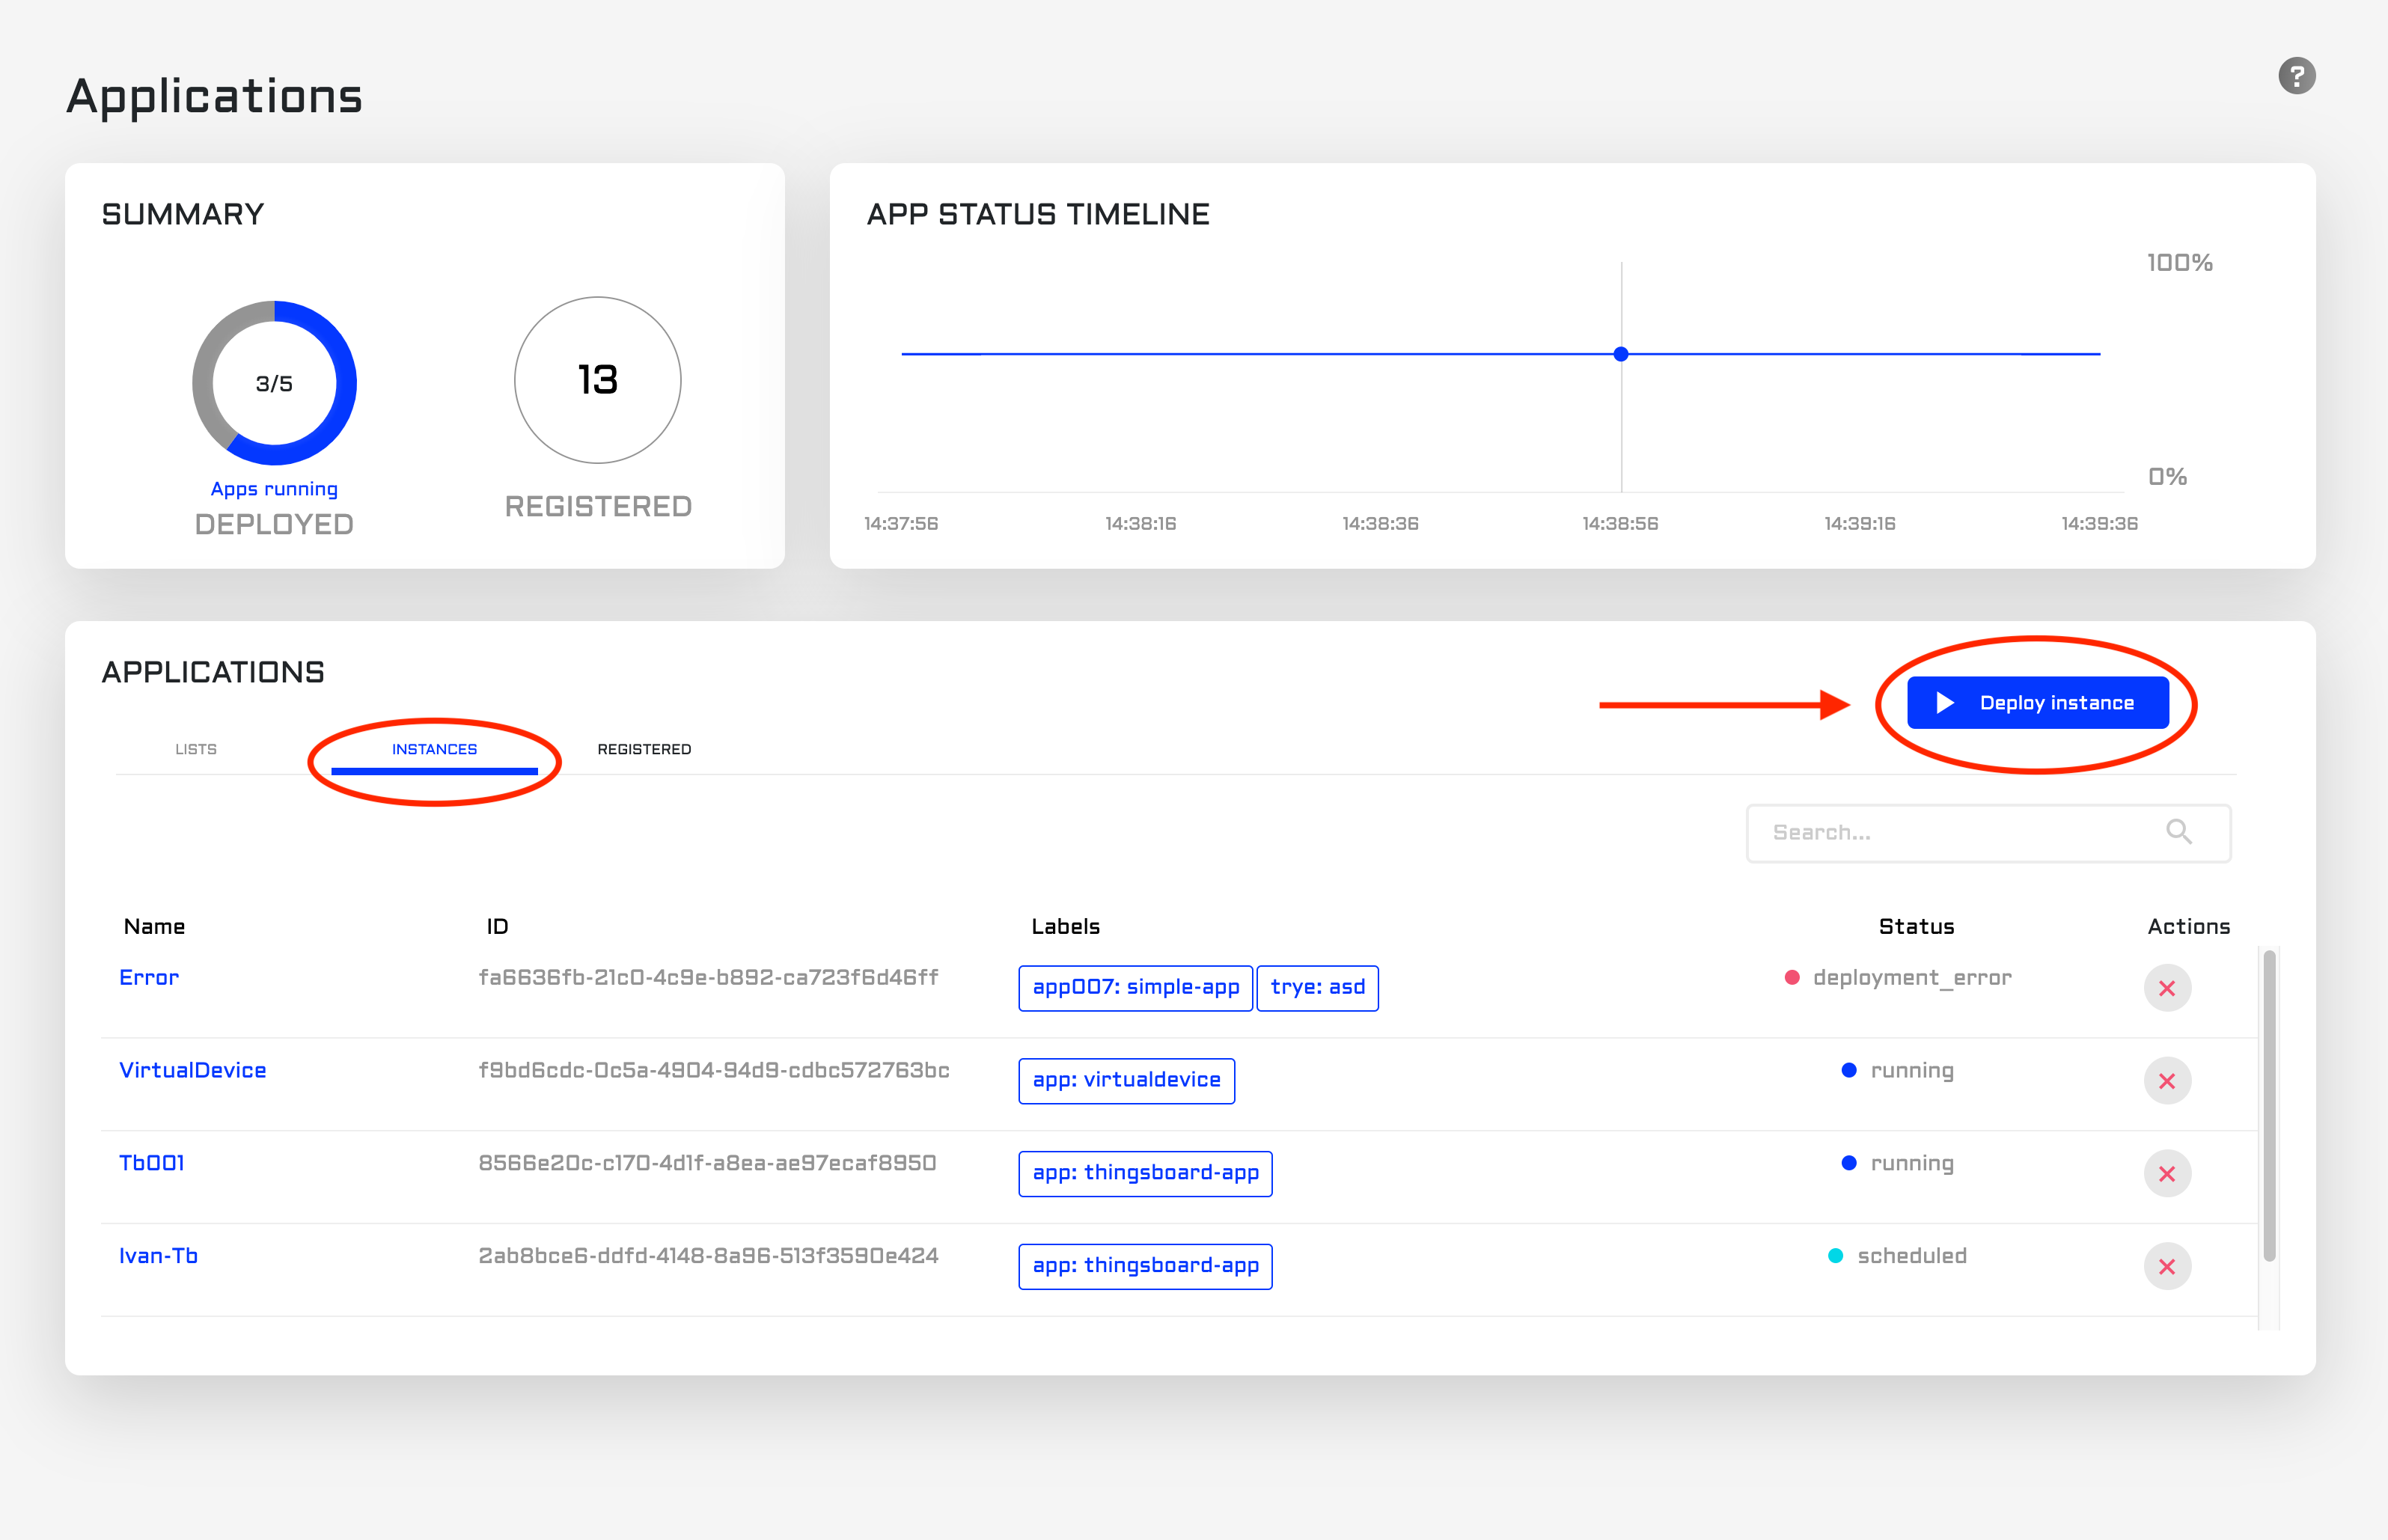 Applications
?
SUMMARY
3/5
Apps running
DEPLOYED
13
REGISTERED
APP STATUS TIMELINE
100%
0%
14:37:56 14:38:16 14:38:36 14:38:56 14:39:16 14:39:36
APPLICATIONS
Deploy instance
LISTS INSTANCES REGISTERED
Search...
Name ID Labels Status Actions
Error fa6636fb-21c0-4c9e-b892-ca723f6d46ff app007: simple-app trye: asd deployment_error
VirtualDevice f9bd6cdc-0c5a-4904-94d9-cdbc572763bc app: virtualdevice running
Tb001 8566e20c-c170-4d1f-a8ea-ae97ecaf8950 app: thingsboard-app running
Ivan-Tb 2ab8bce6-ddfd-4148-8a96-513f3590e424 app: thingsboard-app scheduled